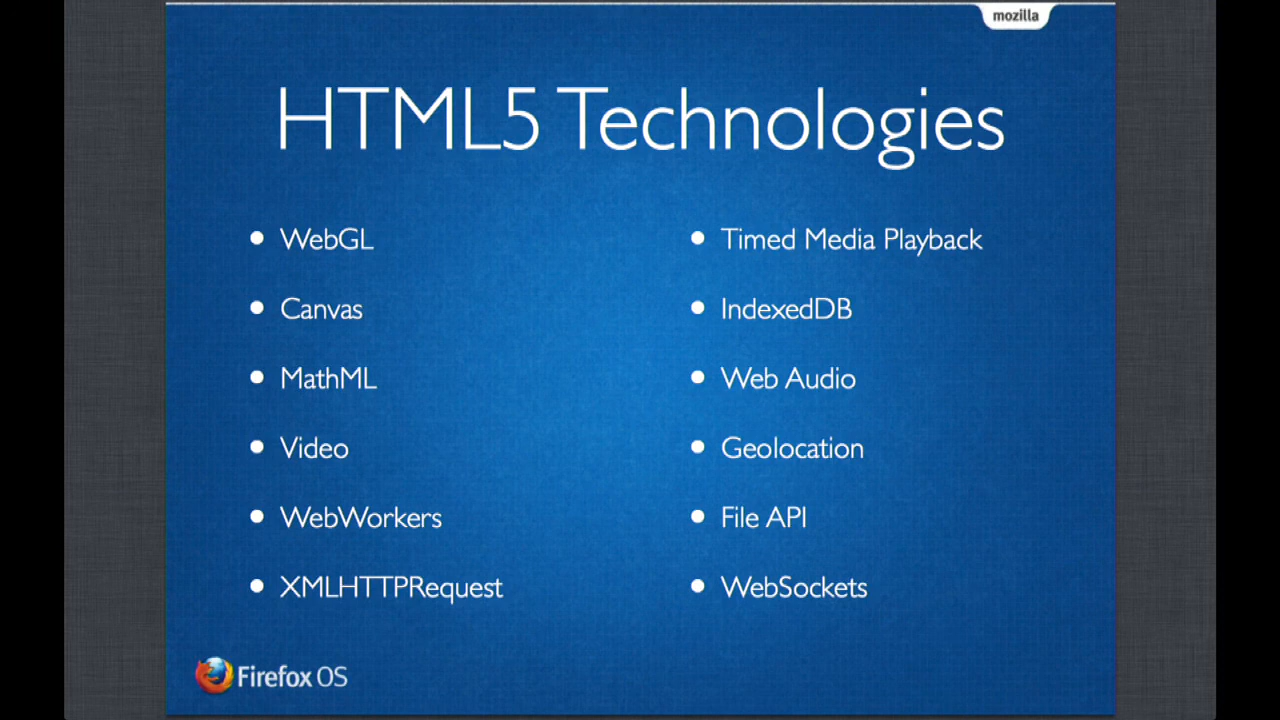 mozilla
HTML5 Technologies
• WebGL
• Canvas
• MathML
• Video
• WebWorkers
• XMLHTTPRequest
• Timed Media Playback
• IndexedDB
• Web Audio
• Geolocation
• File API
• WebSockets
Firefox OS